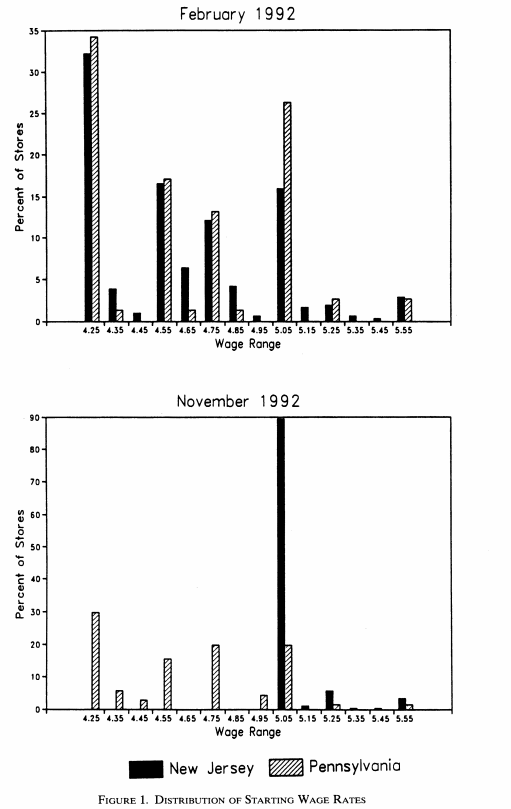 February 1992
35
30
25
20
15
10
5
0
Percent of Stores
4.25 4.35 4.45 4.55 4.65 4.75 4.85 4.95 5.05 5.15 5.25 5.35 5.45 5.55
Wage Range
November 1992
90
80
70
60
50
40
30
20
10
0
Percent of Stores
4.25 4.35 4.45 4.55 4.65 4.75 4.85 4.95 5.05 5.15 5.25 5.35 5.45 5.55
Wage Range
New Jersey Pennsylvania
FIGURE 1. DISTRIBUTION OF STARTING WAGE RATES